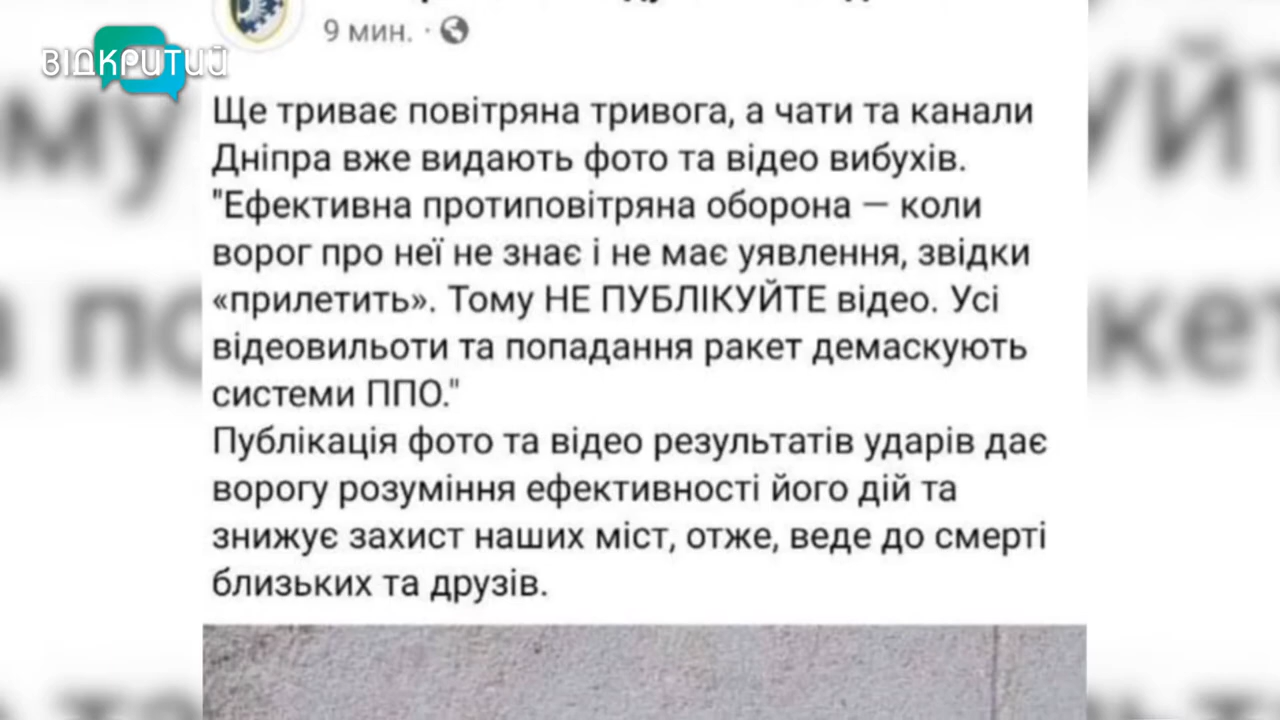 ВІДКРИТИЙ
9 мин.
Ще триває повітряна тривога, а чати та канали
Дніпра вже видають фото та відео вибухів.
"Ефективна протиповітряна оборона — коли
ворог про неї не знає і не має уявлення, звідки
«прилетить». Тому НЕ ПУБЛІКУЙТЕ відео. Усі
відеовильоти та попадання ракет демаскують
системи ППО."
Публікація фото та відео результатів ударів дає
ворогу розуміння ефективності його дій та
знижує захист наших міст, отже, веде до смерті
близьких та друзів.